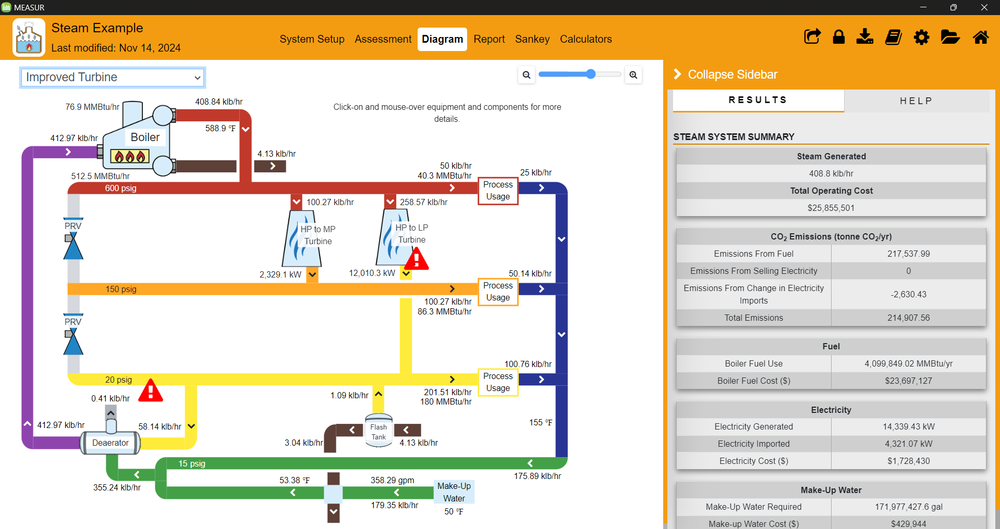 MEASUR
Steam Example
Last modified: Nov 14, 2024
System Setup
Assessment
Diagram
Report
Sankey
Calculators
Improved Turbine
Click-on and mouse-over equipment and components for more
details.
76.9 MMBtu/hr
408.84 klb/hr
588.9 °F
412.97 klb/hr
Boiler
4.13 klb/hr
512.5 MMBtu/hr
600 psig
50 klb/hr
40.3 MMBtu/hr
25 klb/hr
Process
Usage
100.27 klb/hr
258.57 klb/hr
PRV
HP to MP
Turbine
HP to LP
Turbine
2,329.1 kW
12,010.3 kW
50.14 klb/hr
150 psig
Process
Usage
100.27 klb/hr
86.3 MMBtu/hr
PRV
100.76 klb/hr
20 psig
Process
Usage
201.51 klb/hr
180 MMBtu/hr
0.41 klb/hr
1.09 klb/hr
412.97 klb/hr
58.14 klb/hr
Flash
Tank
155 °F
Deaerator
3.04 klb/hr
4.13 klb/hr
15 psig
175.89 klb/hr
355.24 klb/hr
53.38 °F
358.29 gpm
Make-Up
Water
179.35 klb/hr
50 °F
Collapse Sidebar
RESULTS
HELP
STEAM SYSTEM SUMMARY
Steam Generated
408.8 klb/hr
Total Operating Cost
$25,855,501
CO2 Emissions (tonne CO2/yr)
Emissions From Fuel 217,537.99
Emissions From Selling Electricity 0
Emissions From Change in Electricity
Imports -2,630.43
Total Emissions 214,907.56
Fuel
Boiler Fuel Use 4,099,849.02 MMBtu/yr
Boiler Fuel Cost ($) $23,697,127
Electricity
Electricity Generated 14,339.43 kW
Electricity Imported 4,321.07 kW
Electricity Cost ($) $1,728,430
Make-Up Water
Make-Up Water Required 171,977,427.6 gal
Make-up Water Cost ($) $429,944